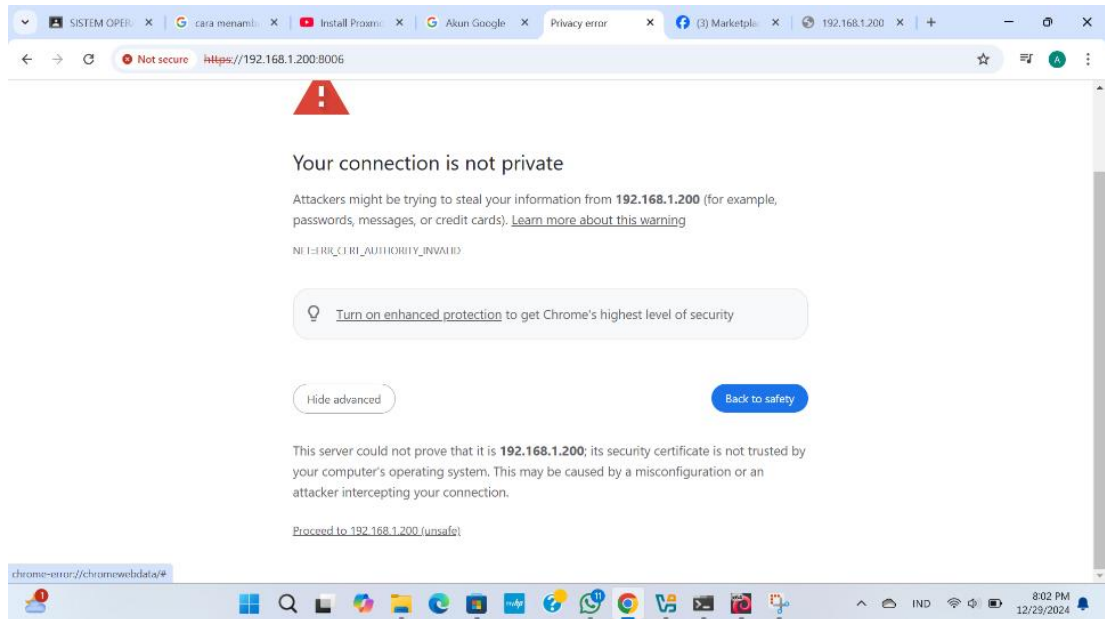 SISTEM OPER
cara menamb
Install Proxmo
Akun Google
Privacy error
(3) Marketpla
192.168.1.200
Not secure
https://192.168.1.200:8006
A
Your connection is not private
Attackers might be trying to steal your information from 192.168.1.200 (for example,
passwords, messages, or credit cards). Learn more about this warning
NET::ERR_CERT_AUTHORITY_INVALID
Turn on enhanced protection to get Chrome's highest level of security
Hide advanced
Back to safety
This server could not prove that it is 192.168.1.200; its security certificate is not trusted by
your computer's operating system. This may be caused by a misconfiguration or an
attacker intercepting your connection.
Proceed to 192.168.1.200 (unsafe)
chrome-error://chromewebdata/#
1
myhp
11
IND
8:02 PM
12/29/2024